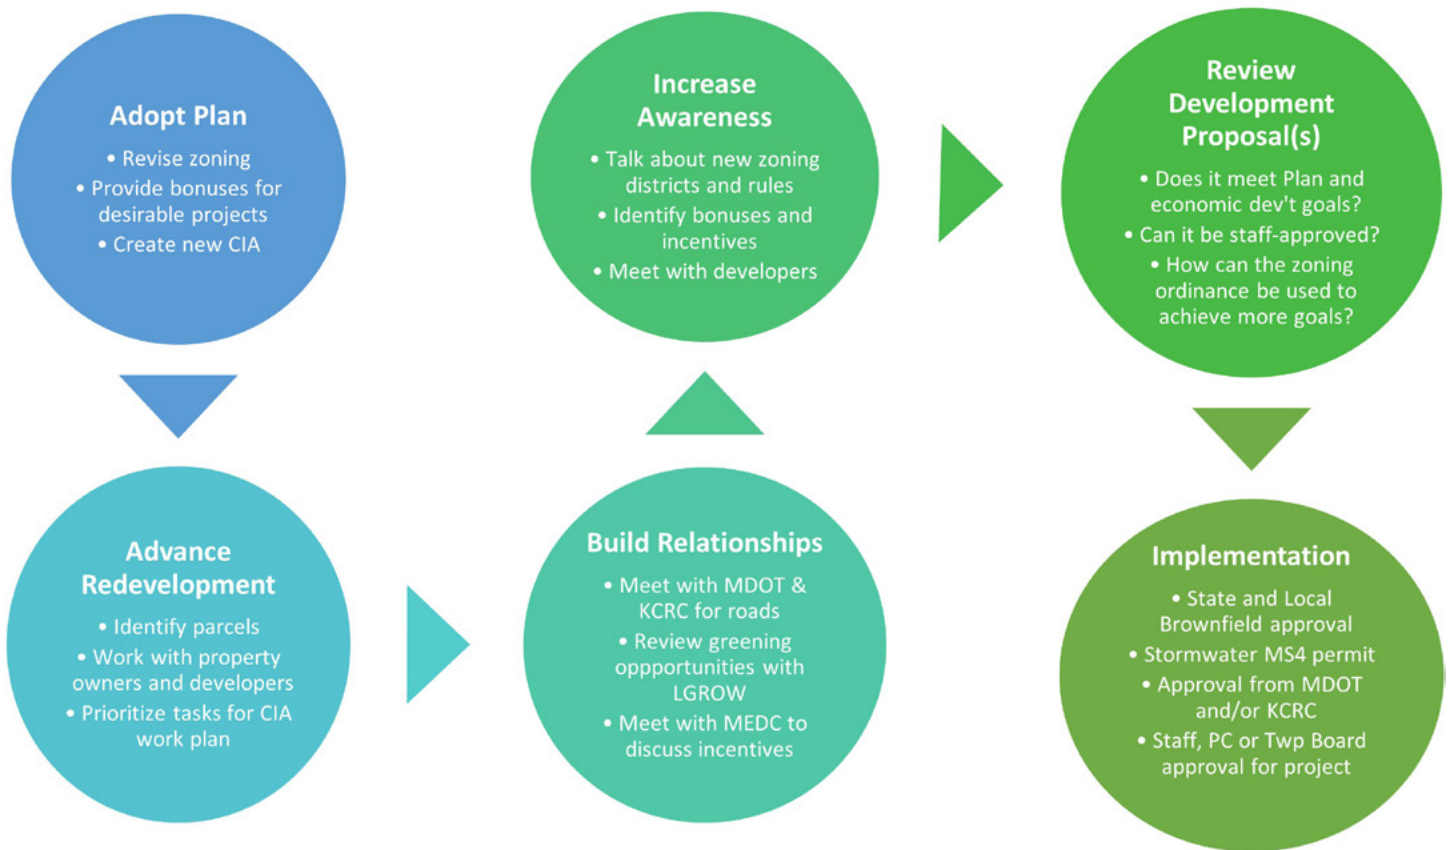 Adopt Plan
• Revise zoning
• Provide bonuses for
desirable projects
• Create new CIA
Advance
Redevelopment
• Identify parcels
• Work with property
owners and developers
• Prioritize tasks for CIA
work plan
Build Relationships
• Meet with MDOT &
KCRC for roads
• Review greening
oppportunities with
LGROW
• Meet with MEDC to
discuss incentives
Increase
Awareness
• Talk about new zoning
districts and rules
• Identify bonuses and
incentives
• Meet with developers
Review
Development
Proposal(s)
• Does it meet Plan and
economic dev't goals?
• Can it be staff-approved?
• How can the zoning
ordinance be used to
achieve more goals?
Implementation
• State and Local
Brownfield approval
• Stormwater MS4 permit
• Approval from MDOT
and/or KCRC
• Staff, PC or Twp Board
approval for project